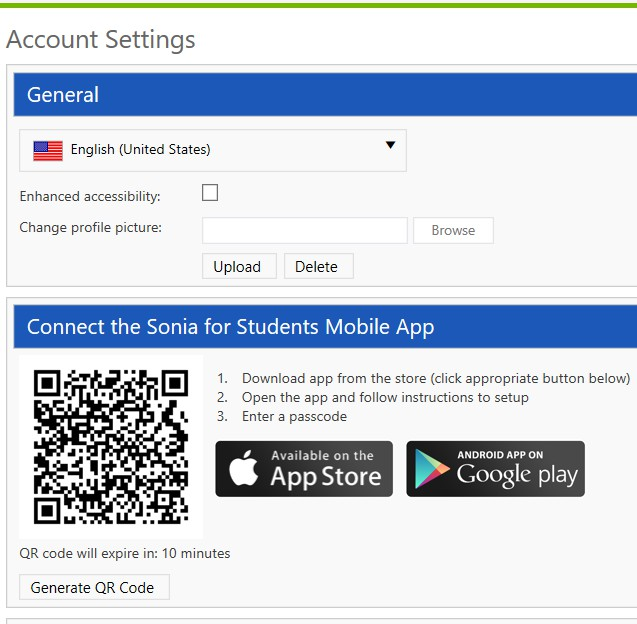 Account Settings
General
English (United States)
Enhanced accessibility:
Change profile picture:
Browse
Upload
Delete
Connect the Sonia for Students Mobile App
1. Download app from the store (click appropriate button below)
2. Open the app and follow instructions to setup
3. Enter a passcode
Available on the
App Store
ANDROID APP ON
Google play
QR code will expire in: 10 minutes
Generate QR Code